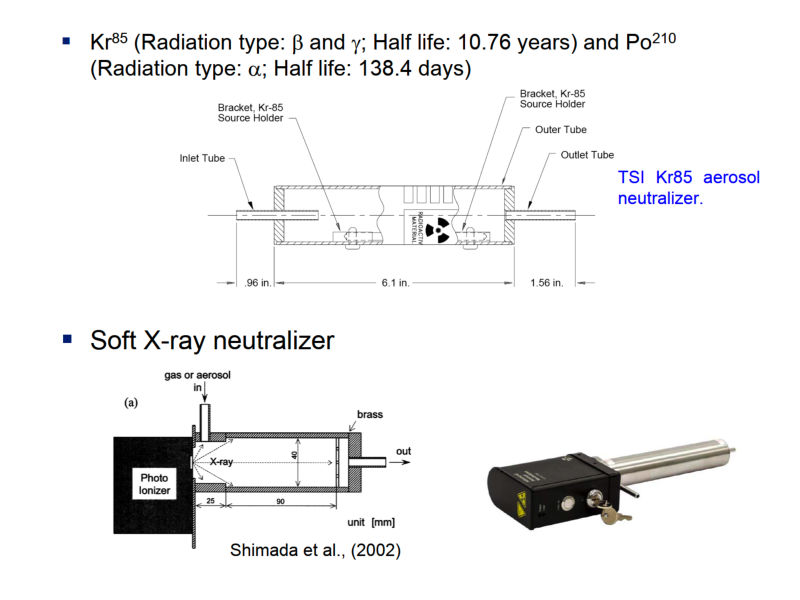 Kr85 (Radiation type: β and γ; Half life: 10.76 years) and Po210
(Radiation type: α; Half life: 138.4 days)
Bracket, Kr-85
Source Holder
Bracket, Kr-85
Source Holder
Outer Tube
Inlet Tube
Outlet Tube
TSI Kr85 aerosol
neutralizer.
RADIOACTIVE
MATERIAL
.96 in.
6.1 in.
1.56 in.
Soft X-ray neutralizer
gas or aerosol
in
(a)
brass
out
X-ray
40
Photo
Ionizer
25
90
unit [mm]
Shimada et al., (2002)